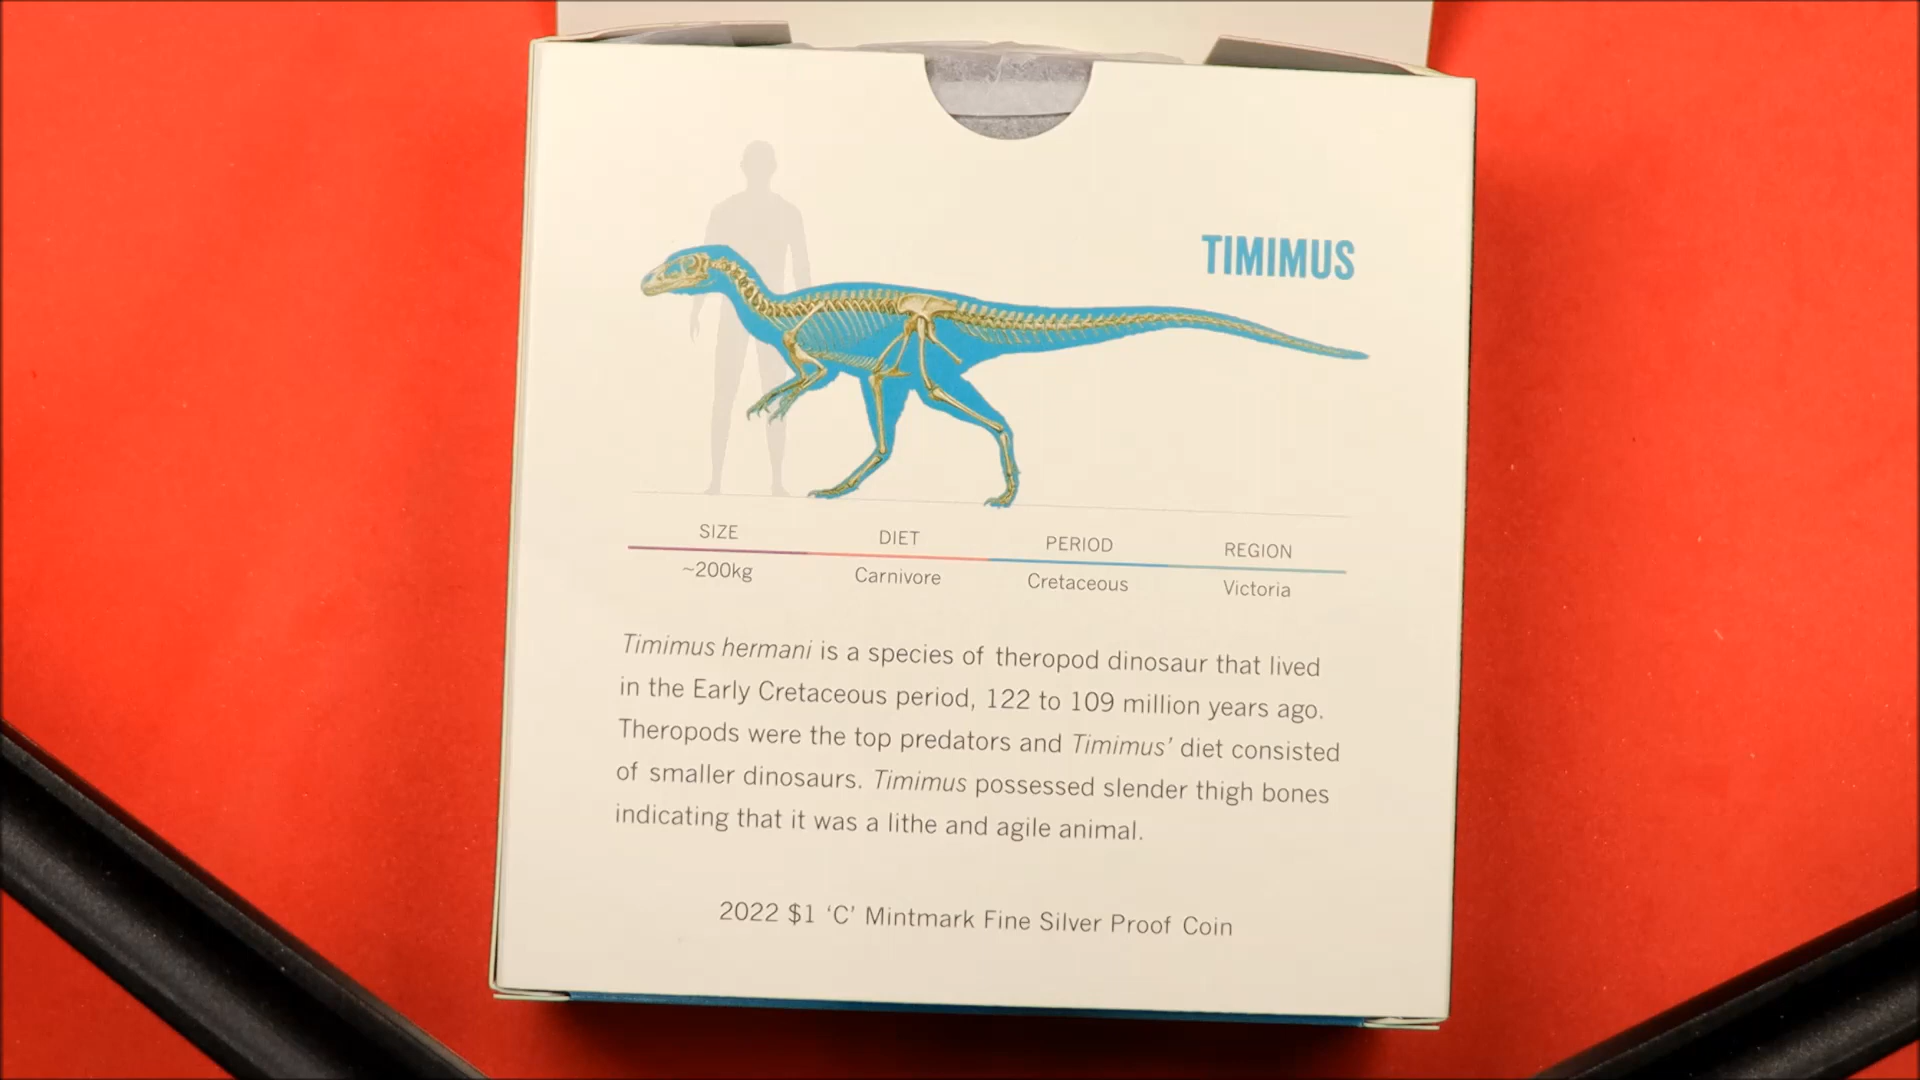 TIMIMUS
SIZE DIET PERIOD REGION
~200kg Carnivore Cretaceous Victoria
Timimus hermani is a species of theropod dinosaur that lived
in the Early Cretaceous period, 122 to 109 million years ago.
Theropods were the top predators and Timimus’ diet consisted
of smaller dinosaurs. Timimus possessed slender thigh bones
indicating that it was a lithe and agile animal.
2022 $1 ‘C’ Mintmark Fine Silver Proof Coin